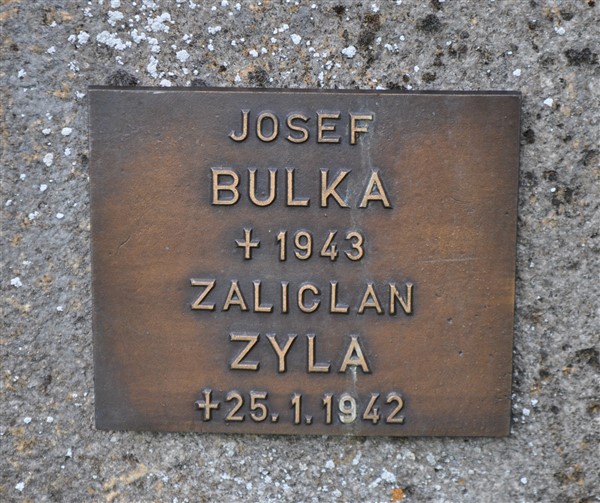 JOSEF
BULKA
+ 1943
ZALICLAN
ZYLA
+ 25. 1. 1942